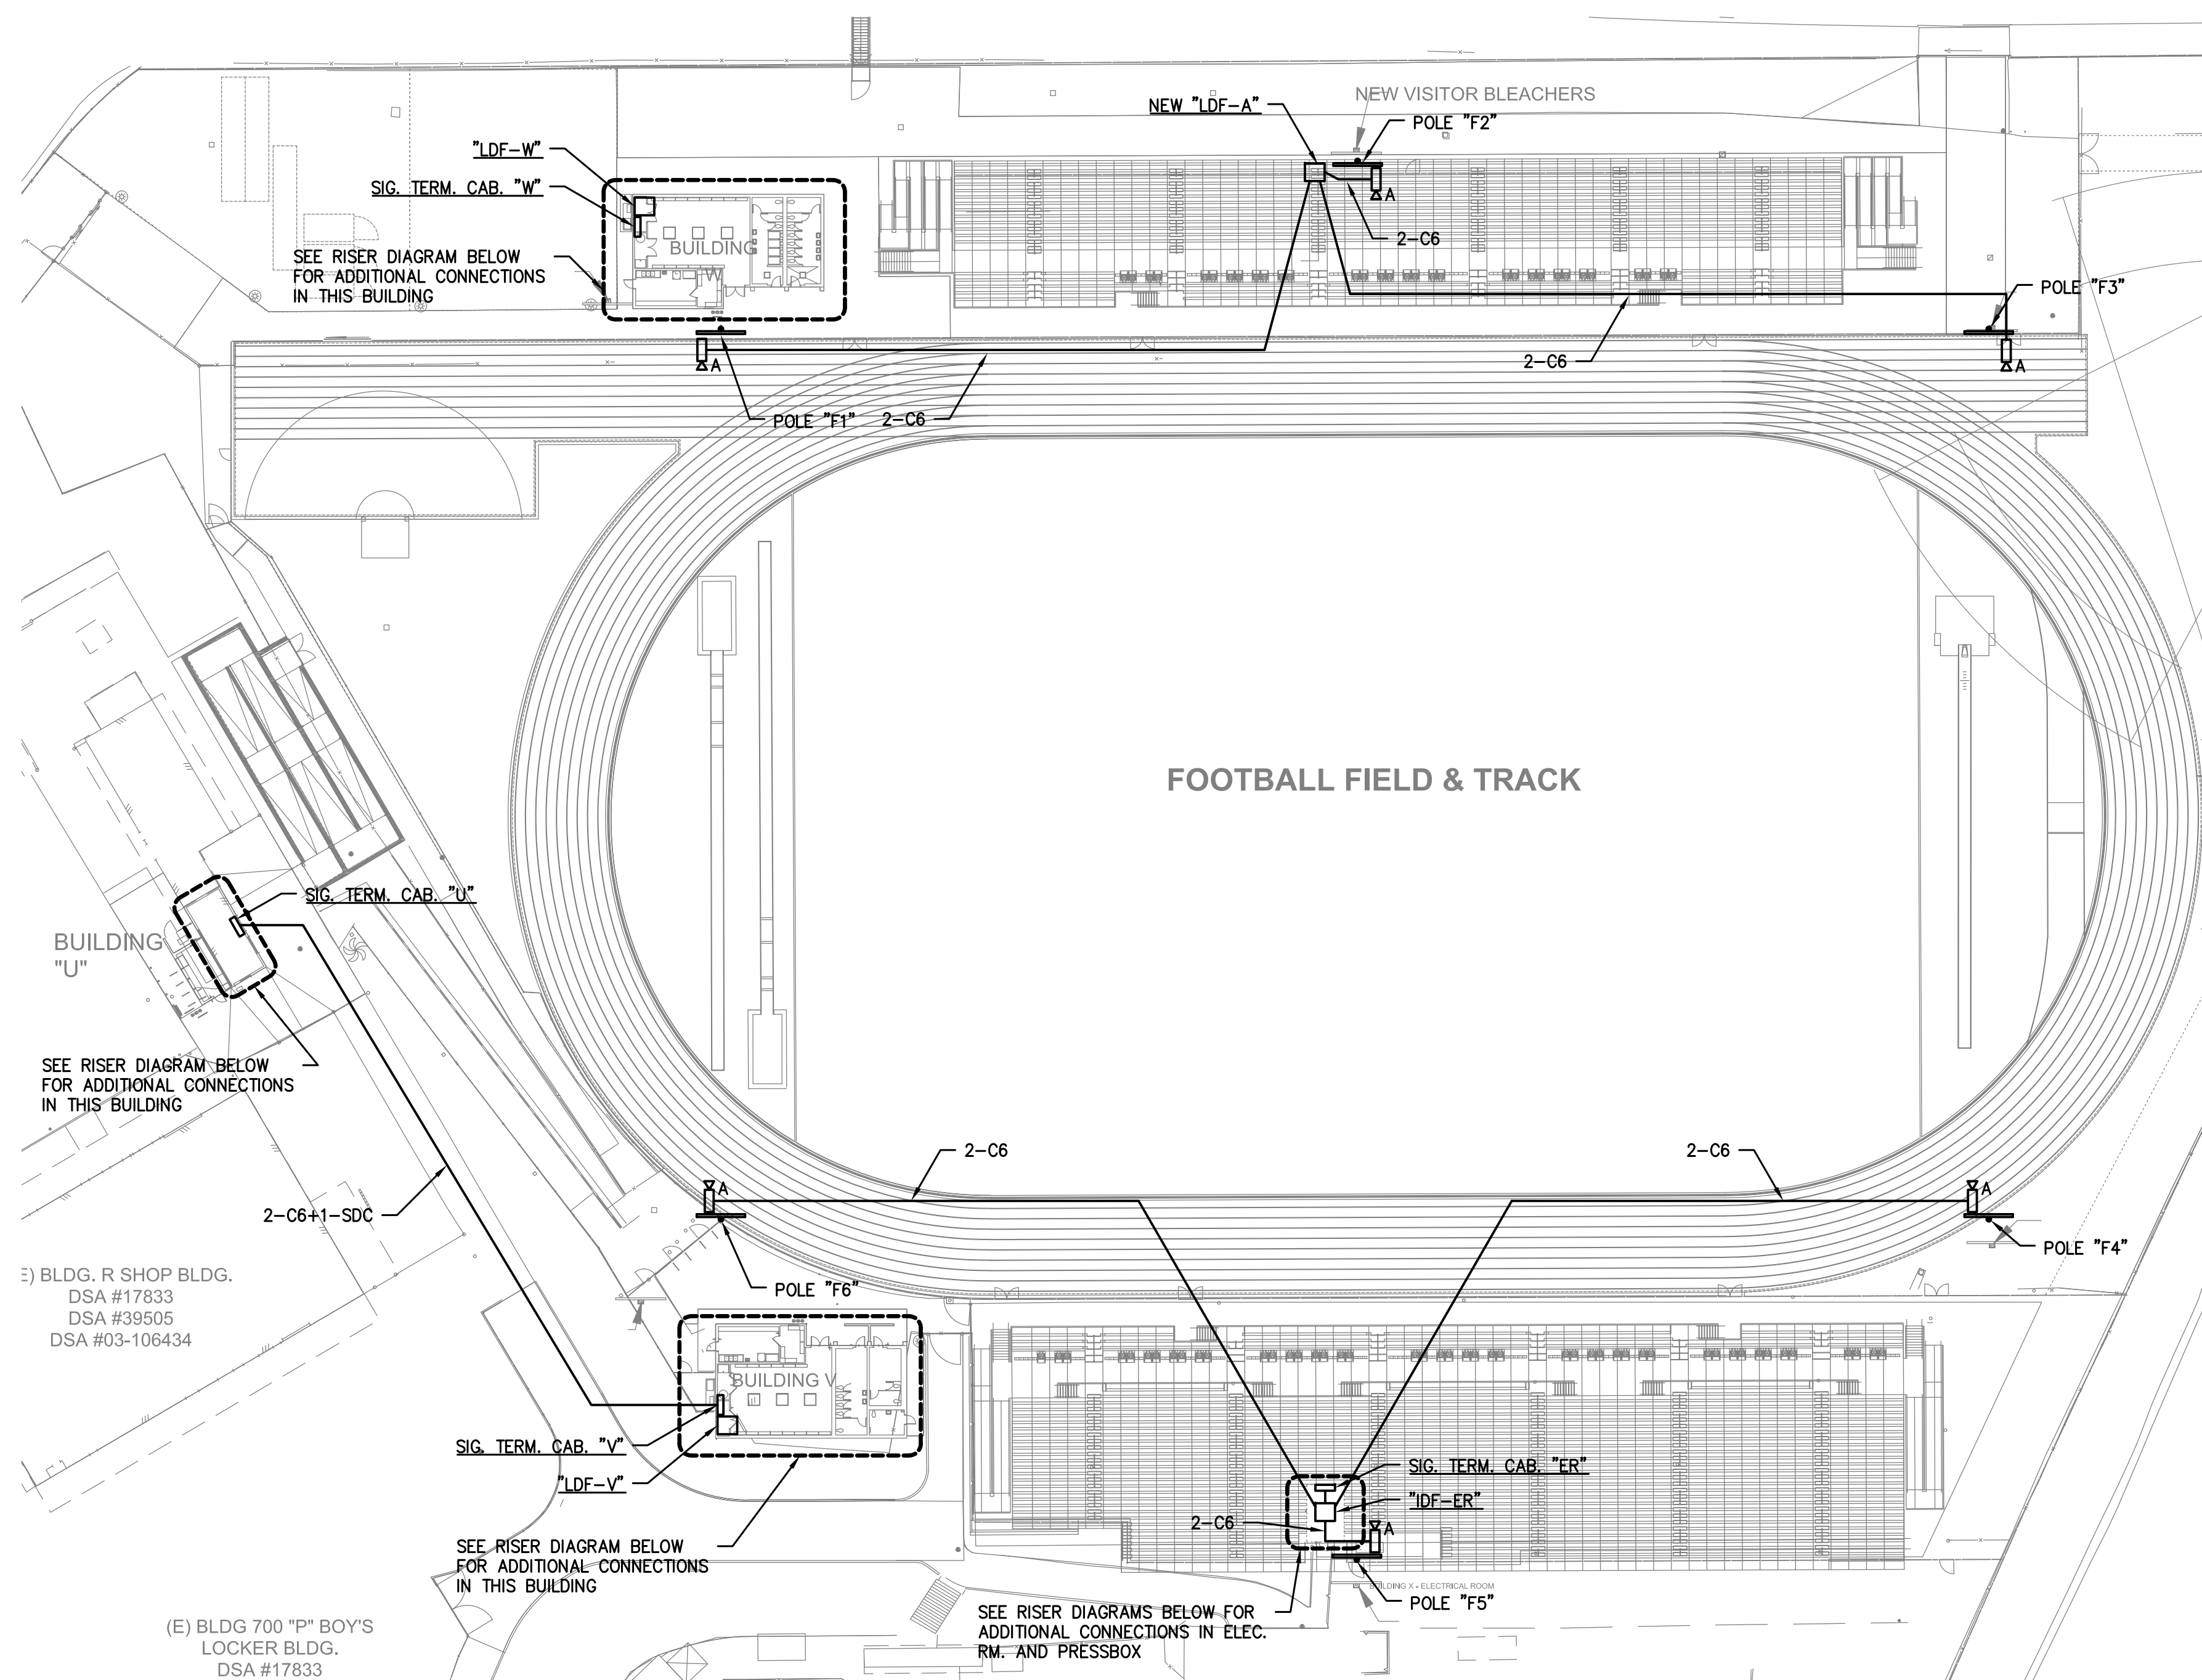 NEW VISITOR BLEACHERS
NEW "LDF-A"
POLE "F2"
"LDF-W"
SIG. TERM. CAB. "W"
A
BUILDING
W
2-C6
SEE RISER DIAGRAM BELOW
FOR ADDITIONAL CONNECTIONS
IN THIS BUILDING
POLE "F3"
2-C6
A
A
POLE "F1"
2-C6
FOOTBALL FIELD & TRACK
SIG. TERM. CAB. "U"
BUILDING
"U"
SEE RISER DIAGRAM BELOW
FOR ADDITIONAL CONNECTIONS
IN THIS BUILDING
2-C6
2-C6
A
A
2-C6+1-SDC
POLE "F4"
POLE "F6"
E) BLDG. R SHOP BLDG.
DSA #17833
DSA #39505
DSA #03-106434
BUILDING V
SIG. TERM. CAB. "V"
"LDF-V"
SIG. TERM. CAB. "ER"
"IDF-ER"
2-C6
A
SEE RISER DIAGRAM BELOW
FOR ADDITIONAL CONNECTIONS
IN THIS BUILDING
BUILDING X - ELECTRICAL ROOM
POLE "F5"
SEE RISER DIAGRAMS BELOW FOR
ADDITIONAL CONNECTIONS IN ELEC.
RM. AND PRESSBOX
(E) BLDG 700 "P" BOY'S
LOCKER BLDG.
DSA #17833